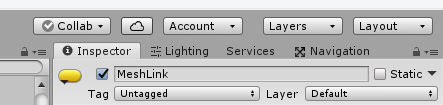 Collab Account Layers Layout
Inspector Lighting Services Navigation
MeshLink Static
Tag Untagged Layer Default